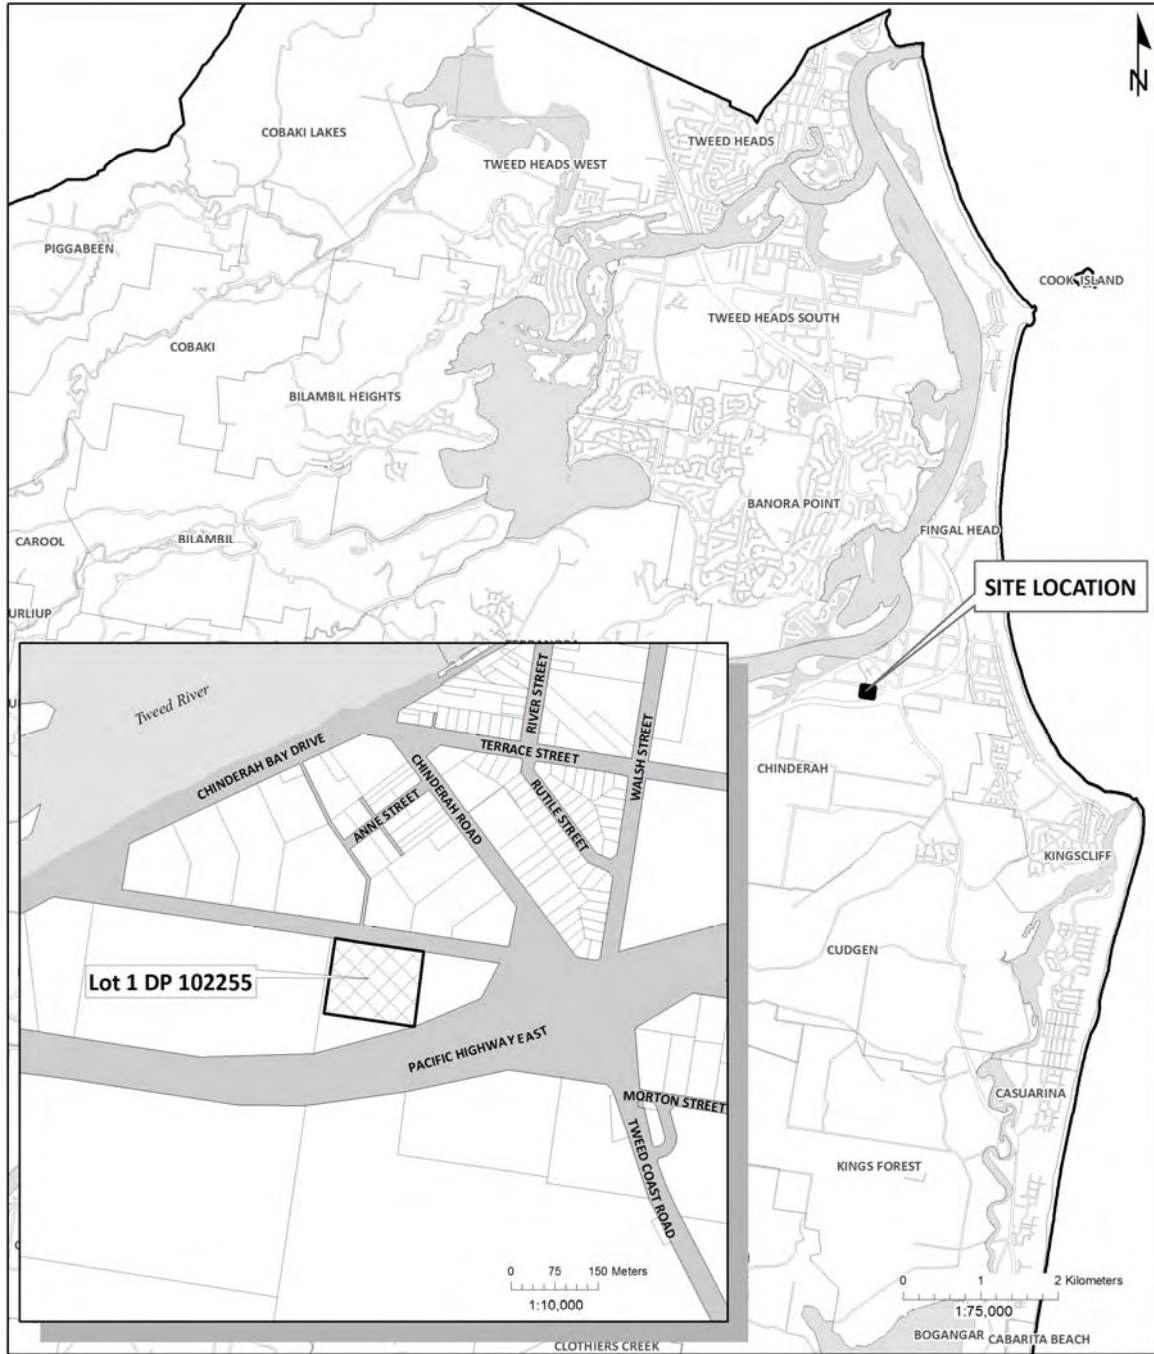 N
COBAKI LAKES
TWEED HEADS
TWEED HEADS WEST
PIGGABEEN
COOK ISLAND
TWEED HEADS SOUTH
COBAKI
BILAMBIL HEIGHTS
BANORA POINT
CAROOL
BILAMBIL
FINGAL HEAD
SITE LOCATION
URLIUP
Tweed River
CHINDERAH BAY DRIVE
RIVER STREET
TERRACE STREET
WALSH STREET
CHINDERAH ROAD
ANNE STREET
RUTILE STREET
CHINDERAH
KINGSCLIFF
CUDGEN
Lot 1 DP 102255
PACIFIC HIGHWAY EAST
MORTON STREET
TWEED COAST ROAD
CASUARINA
KINGS FOREST
0 75 150 Meters
1:10,000
0 1 2 Kilometers
1:75,000
BOGANGAR
CABARITA BEACH
CLOTHIERS CREEK